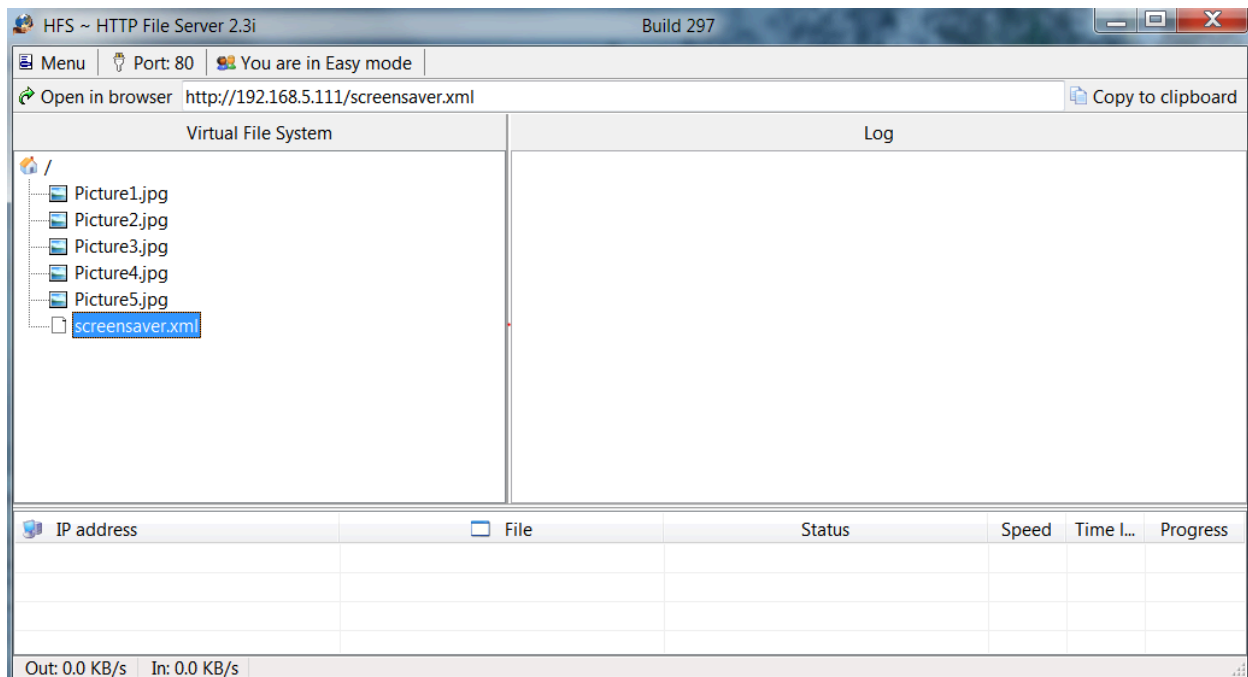 HFS ~ HTTP File Server 2.3i Build 297
Menu Port: 80 You are in Easy mode
Open in browser http://192.168.5.111/screensaver.xml Copy to clipboard
Virtual File System Log
/
Picture1.jpg
Picture2.jpg
Picture3.jpg
Picture4.jpg
Picture5.jpg
screensaver.xml
IP address File Status Speed Time l... Progress
Out: 0.0 KB/s In: 0.0 KB/s